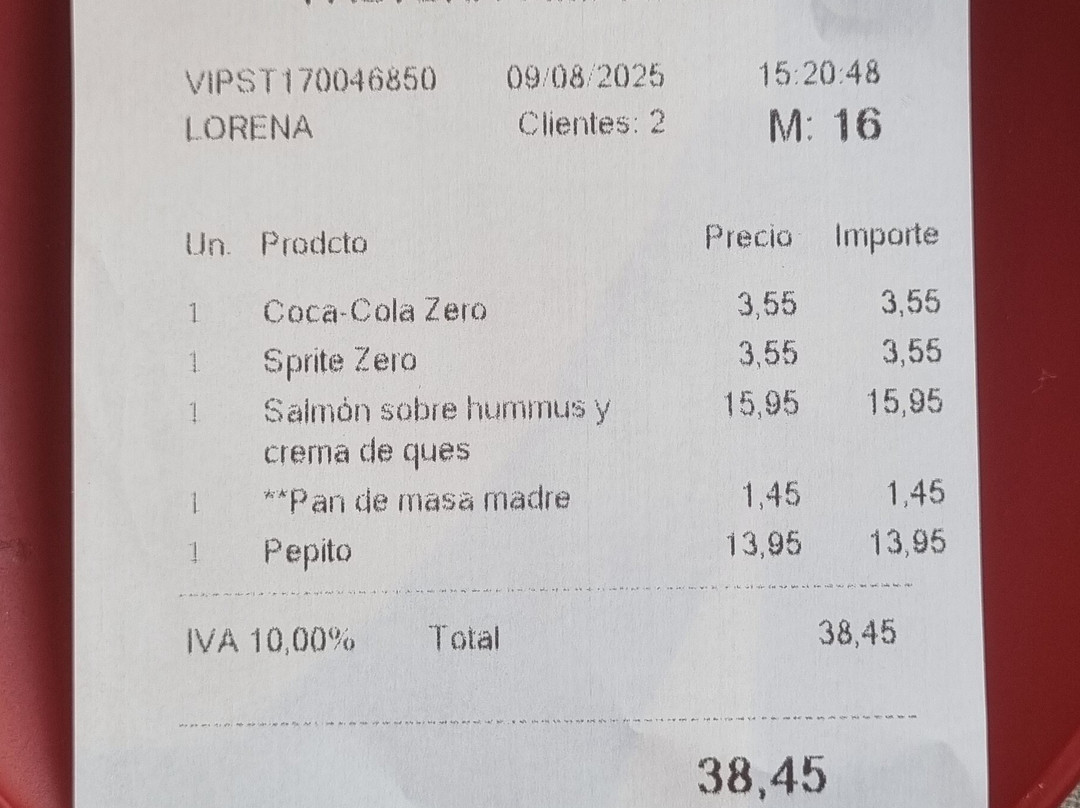 VIPST170046850 09/08/2025 15:20:48
LORENA Clientes: 2 M: 16
Un. Prodcto Precio Importe
1 Coca-Cola Zero 3,55 3,55
1 Sprite Zero 3,55 3,55
1 Salmón sobre hummus y 15,95 15,95
crema de ques
1 **Pan de masa madre 1,45 1,45
1 Pepito 13,95 13,95
IVA 10,00% Total 38,45
38,45